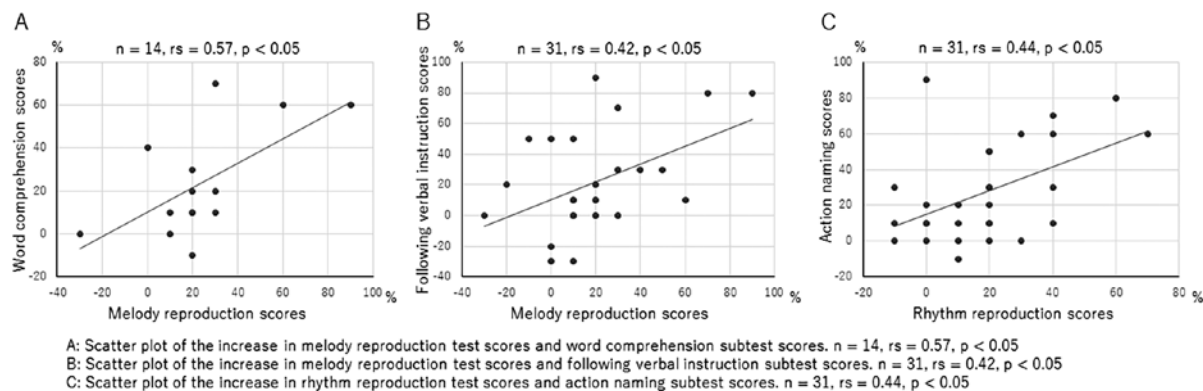 A
B
C
% n = 14, rs = 0.57, p < 0.05
% n = 31, rs = 0.42, p < 0.05
% n = 31, rs = 0.44, p < 0.05
Word comprehension scores
80
60
40
20
0
-20
-40 -20 0 20 40 60 80 100 %
Melody reproduction scores
Following verbal instruction scores
100
80
60
40
20
0
-20
-40
-40 -20 0 20 40 60 80 100 %
Melody reproduction scores
Action naming scores
100
80
60
40
20
0
-20
-20 0 20 40 60 80 %
Rhythm reproduction scores
A: Scatter plot of the increase in melody reproduction test scores and word comprehension subtest scores. n = 14, rs = 0.57, p < 0.05
B: Scatter plot of the increase in melody reproduction test scores and following verbal instruction subtest scores. n = 31, rs = 0.42, p < 0.05
C: Scatter plot of the increase in rhythm reproduction test scores and action naming subtest scores. n = 31, rs = 0.44, p < 0.05